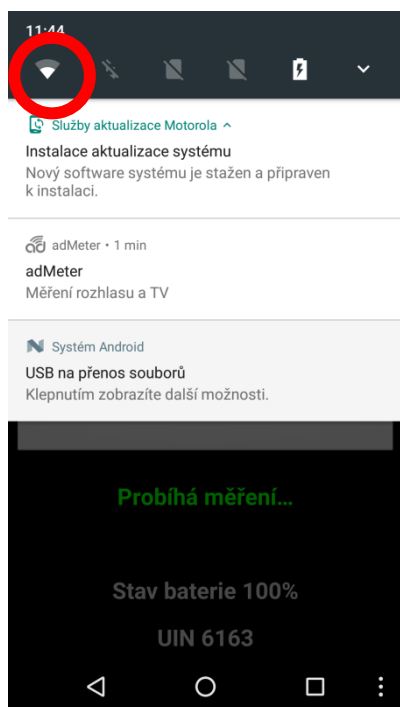 11:44
Služby aktualizace Motorola
Instalace aktualizace systému
Nový software systému je stažen a připraven
k instalaci.
adMeter • 1 min
adMeter
Měření rozhlasu a TV
Systém Android
USB na přenos souborů
Klepnutím zobrazíte další možnosti.
Probíhá měření...
Stav baterie 100%
UIN 6163